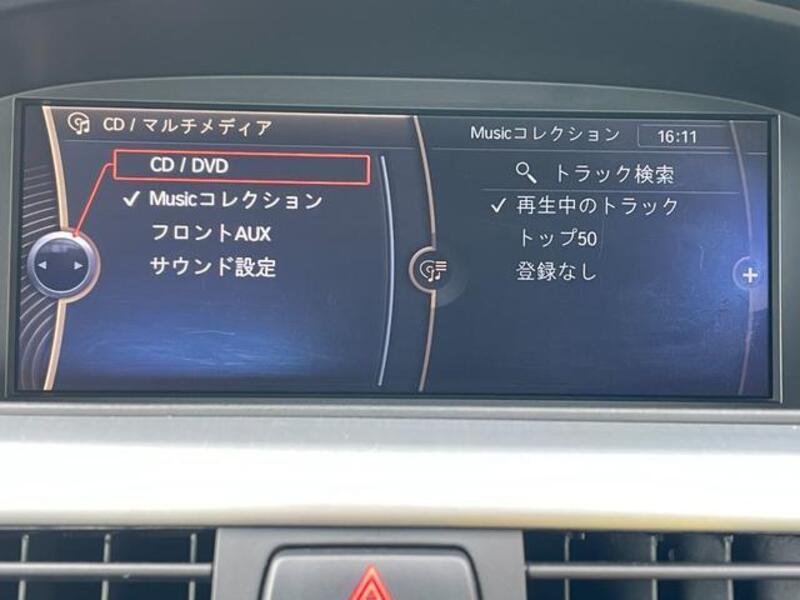 CD / マルチメディア
CD / DVD
Musicコレクション
フロントAUX
サウンド設定
Musicコレクション 16:11
トラック検索
再生中のトラック
トップ50
登録なし